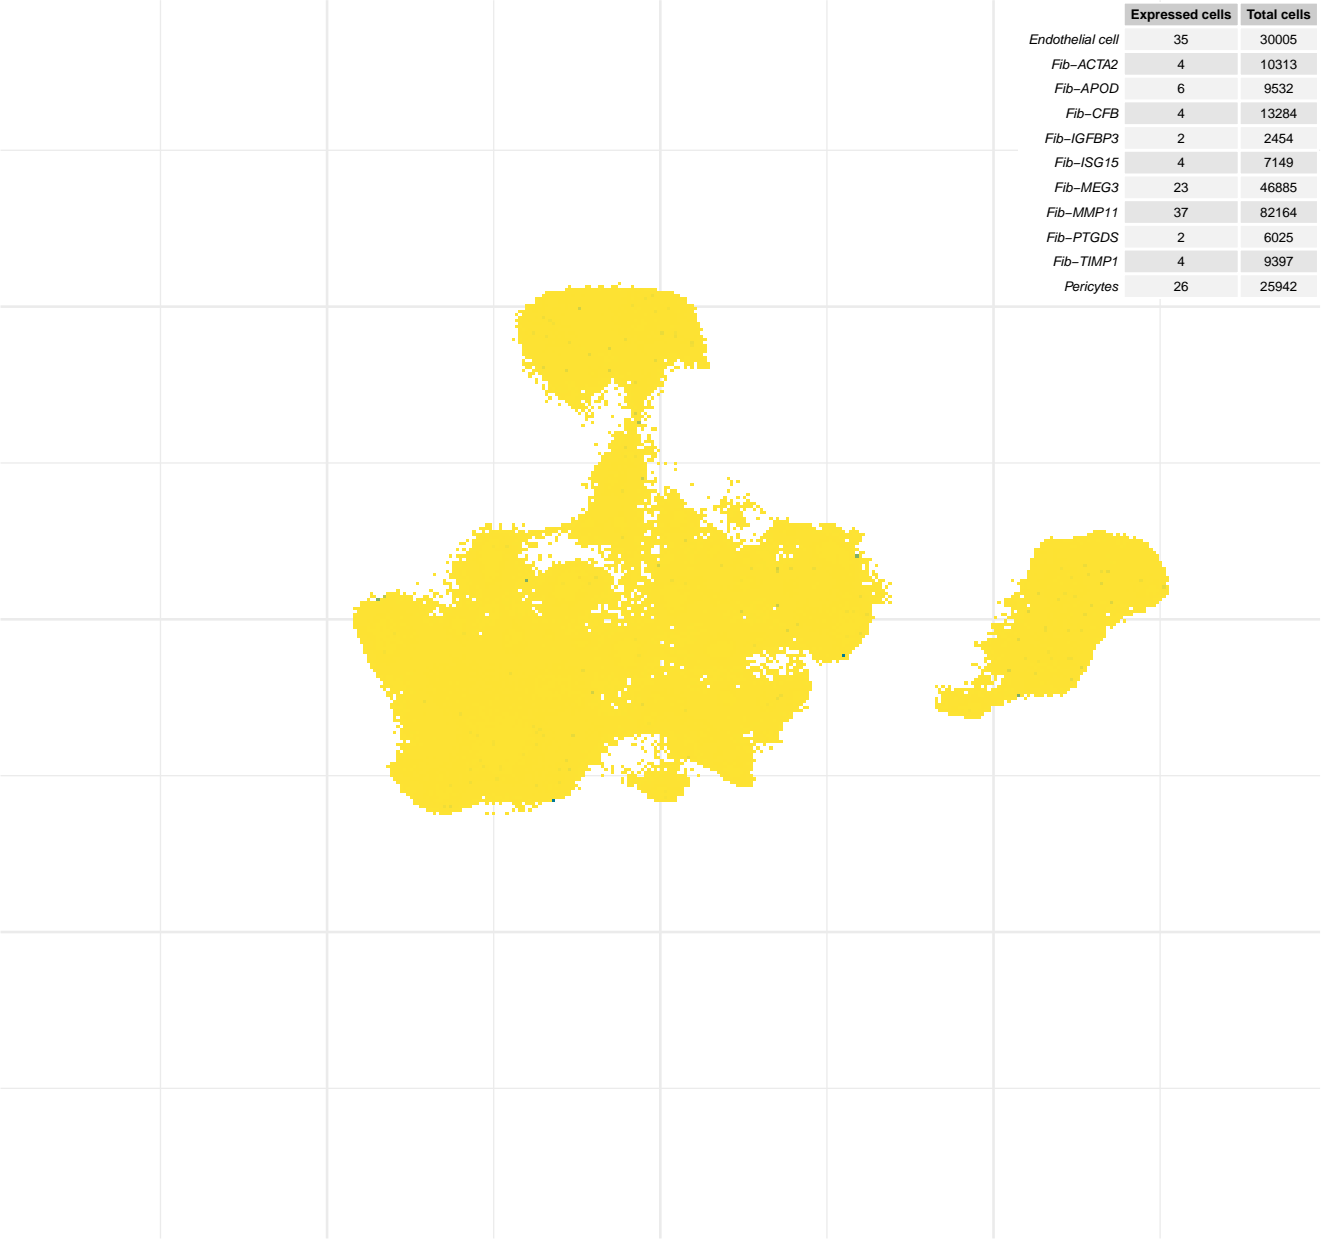 Expressed cells Total cells
Endothelial cell 35 30005
Fib−ACTA2 4 10313
Fib−APOD 6 9532
Fib−CFB 4 13284
Fib−IGFBP3 2 2454
Fib−ISG15 4 7149
Fib−MEG3 23 46885
Fib−MMP11 37 82164
Fib−PTGDS 2 6025
Fib−TIMP1 4 9397
Pericytes 26 25942